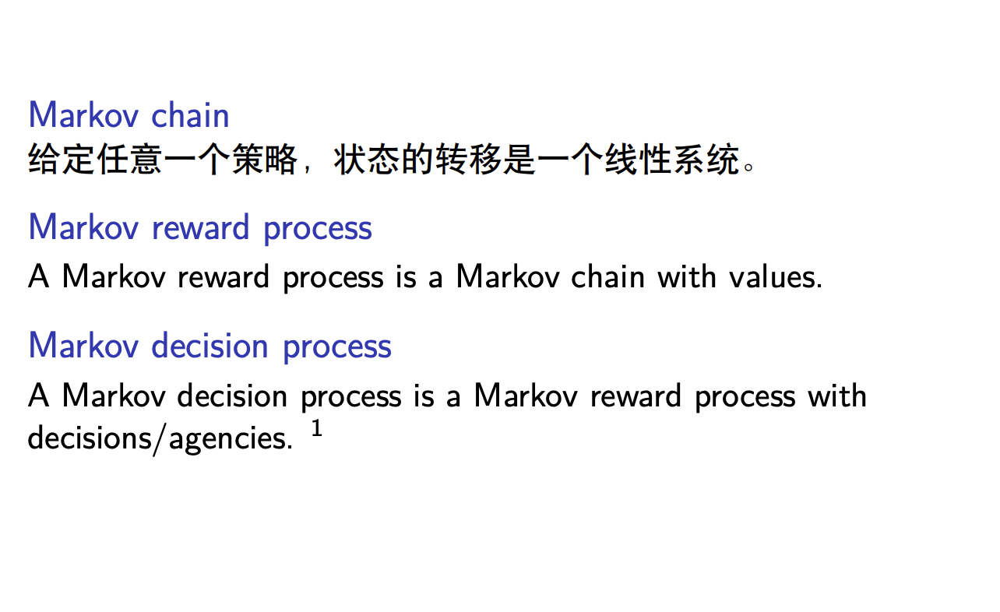 Markov chain
给定任意一个策略，状态的转移是一个线性系统。
Markov reward process
A Markov reward process is a Markov chain with values.
Markov decision process
A Markov decision process is a Markov reward process with
decisions/agencies. 1